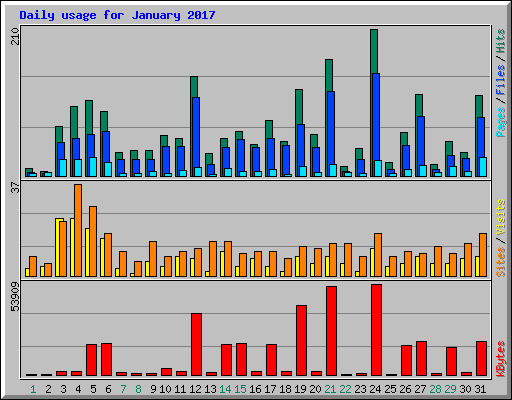 Daily usage for January 2017
210
Pages / Files / Hits
37
Sites / Visits
53909
KBytes
1 2 3 4 5 6 7 8 9 10 11 12 13 14 15 16 17 18 19 20 21 22 23 24 25 26 27 28 29 30 31